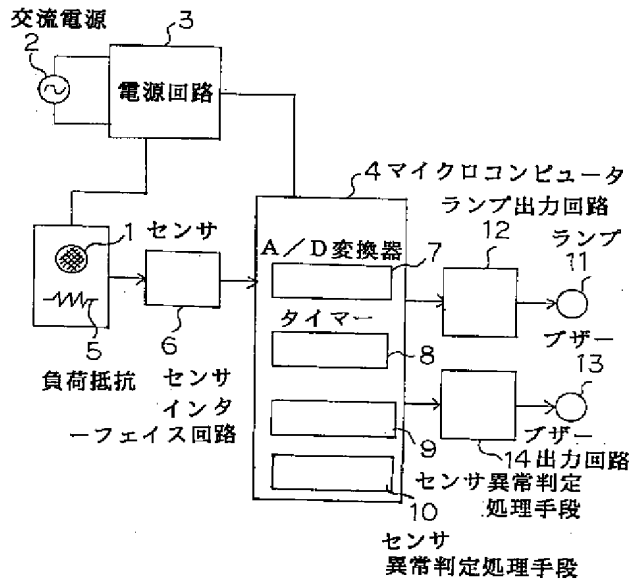 交流電源
2
3
電源回路
4 マイクロコンピュータ
ランプ出力回路
1 センサ
A/D変換器
7
12
ランプ
11
5
6
タイマー
8
ブザー
13
負荷抵抗
センサ
インタ
ーフェイス回路
9
ブザー
14 出力回路
センサ異常判定
処理手段
10
センサ
異常判定処理手段